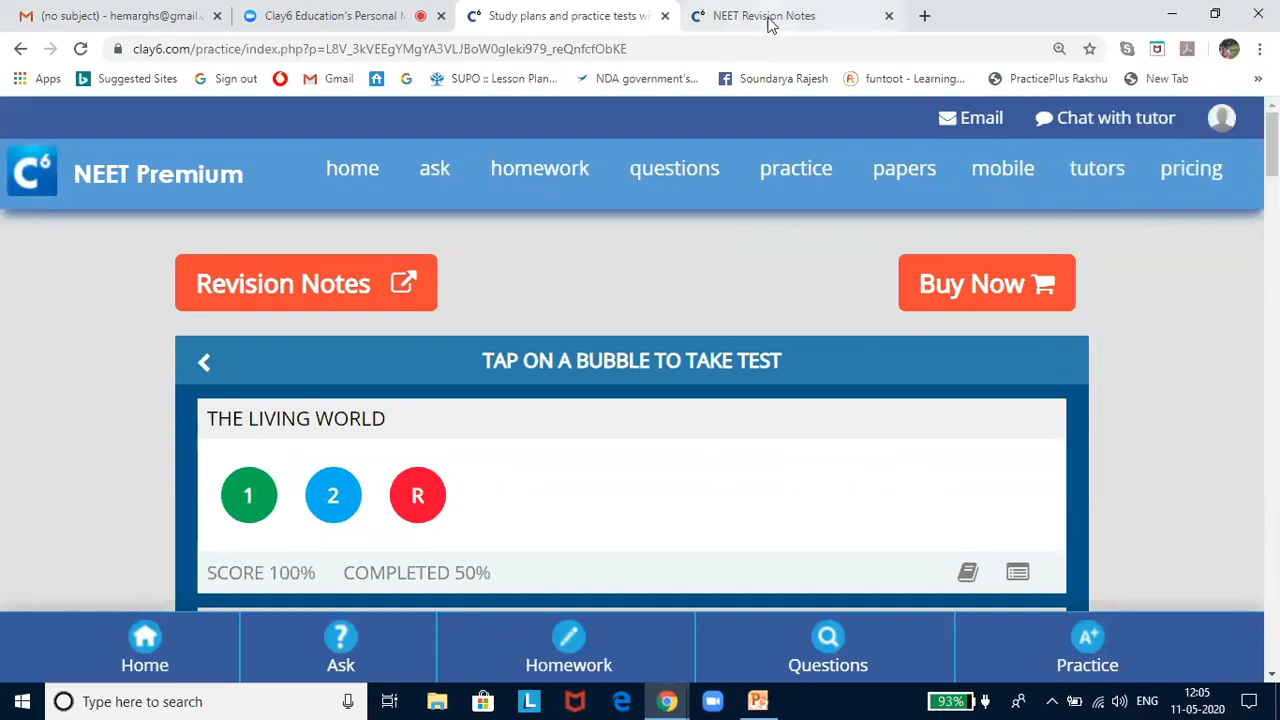 (no subject) - hemarghs@gmail.
Clay6 Education's Personal M
Study plans and practice tests wi
NEET Revision Notes
clay6.com/practice/index.php?p=L8V_3kVEEgYMgYA3VLJBoW0gleki979_reQnfcfObKE
Apps
Suggested Sites
Sign out
Gmail
SUPO :: Lesson Plan...
NDA government's...
Soundarya Rajesh
funtoot - Learning...
PracticePlus Rakshu
New Tab
Email
Chat with tutor
C6 NEET Premium
home ask homework questions practice papers mobile tutors pricing
Revision Notes
Buy Now
TAP ON A BUBBLE TO TAKE TEST
THE LIVING WORLD
1 2 R
SCORE 100% COMPLETED 50%
Home Ask Homework Questions Practice
Type here to search
93%
ENG
12:05
11-05-2020